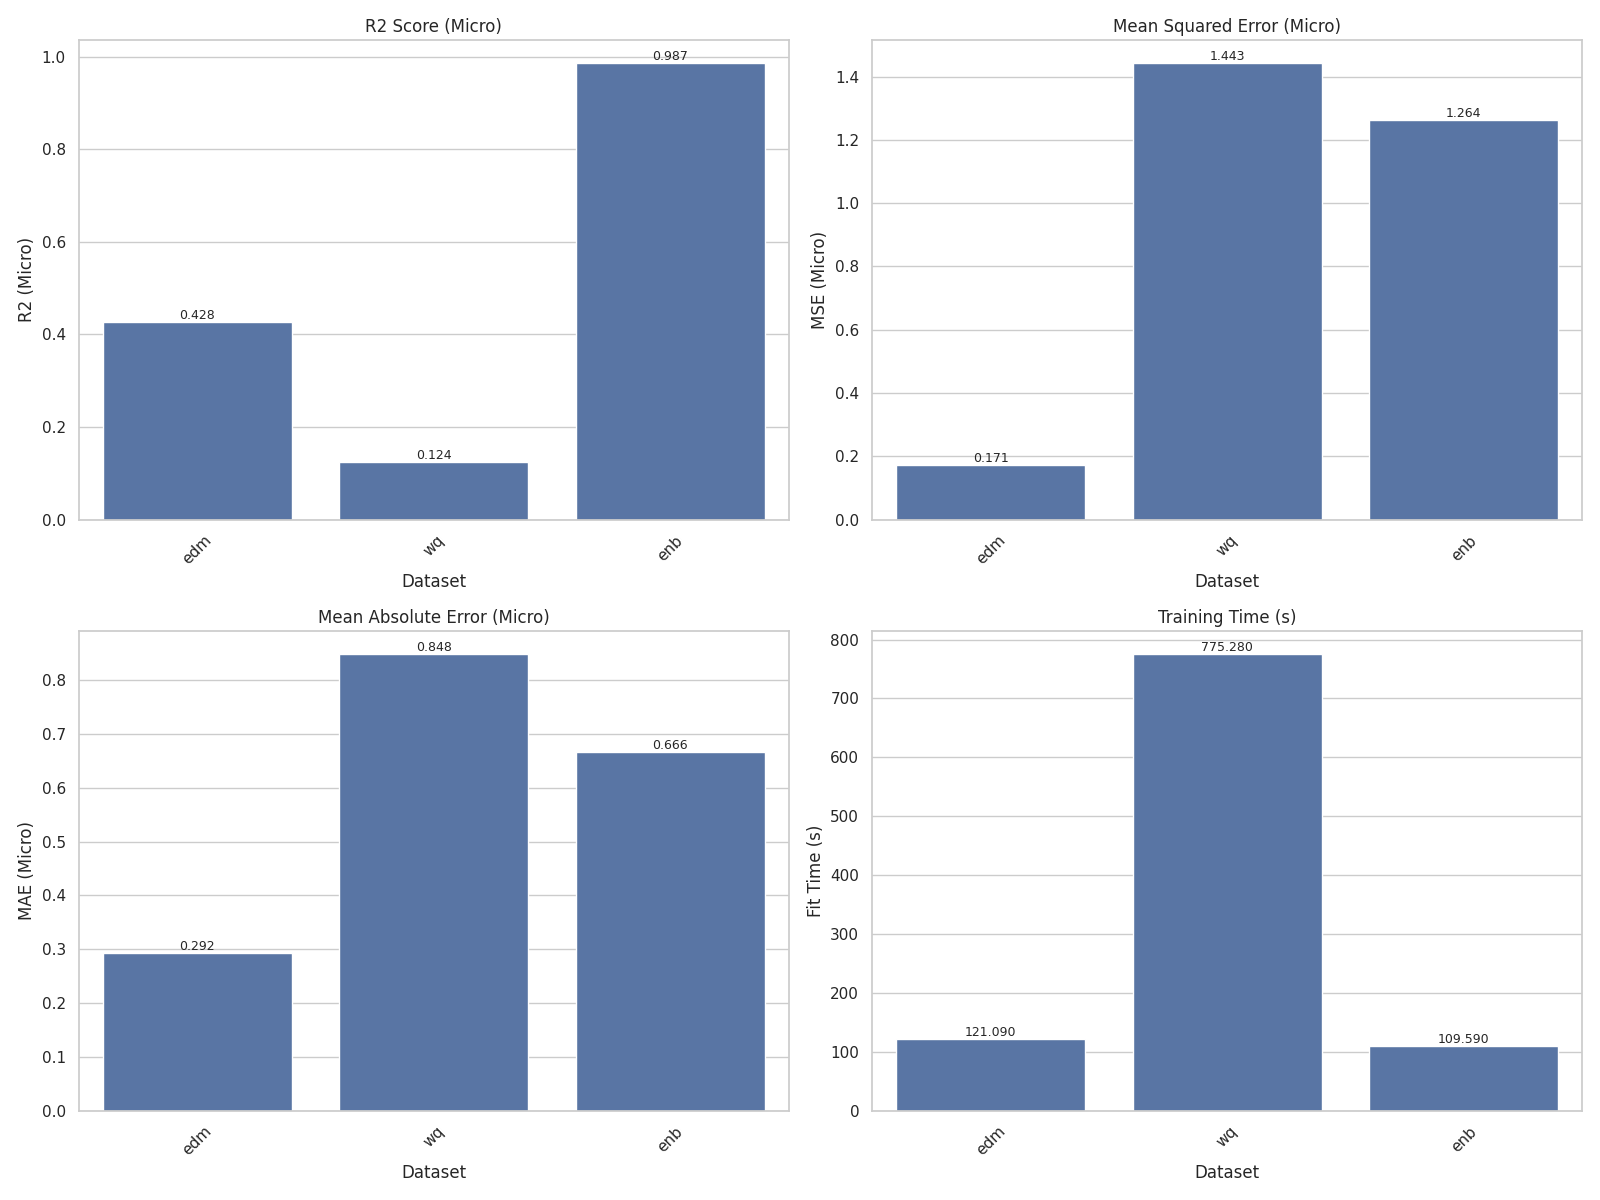 R2 Score (Micro)
R2 (Micro)
1.0
0.8
0.6
0.4
0.2
0.0
0.428
0.124
0.987
edm
wq
enb
Dataset
Mean Squared Error (Micro)
MSE (Micro)
1.4
1.2
1.0
0.8
0.6
0.4
0.2
0.0
0.171
1.443
1.264
edm
wq
enb
Dataset
Mean Absolute Error (Micro)
MAE (Micro)
0.8
0.7
0.6
0.5
0.4
0.3
0.2
0.1
0.0
0.292
0.848
0.666
edm
wq
enb
Dataset
Training Time (s)
Fit Time (s)
800
700
600
500
400
300
200
100
0
121.090
775.280
109.590
edm
wq
enb
Dataset